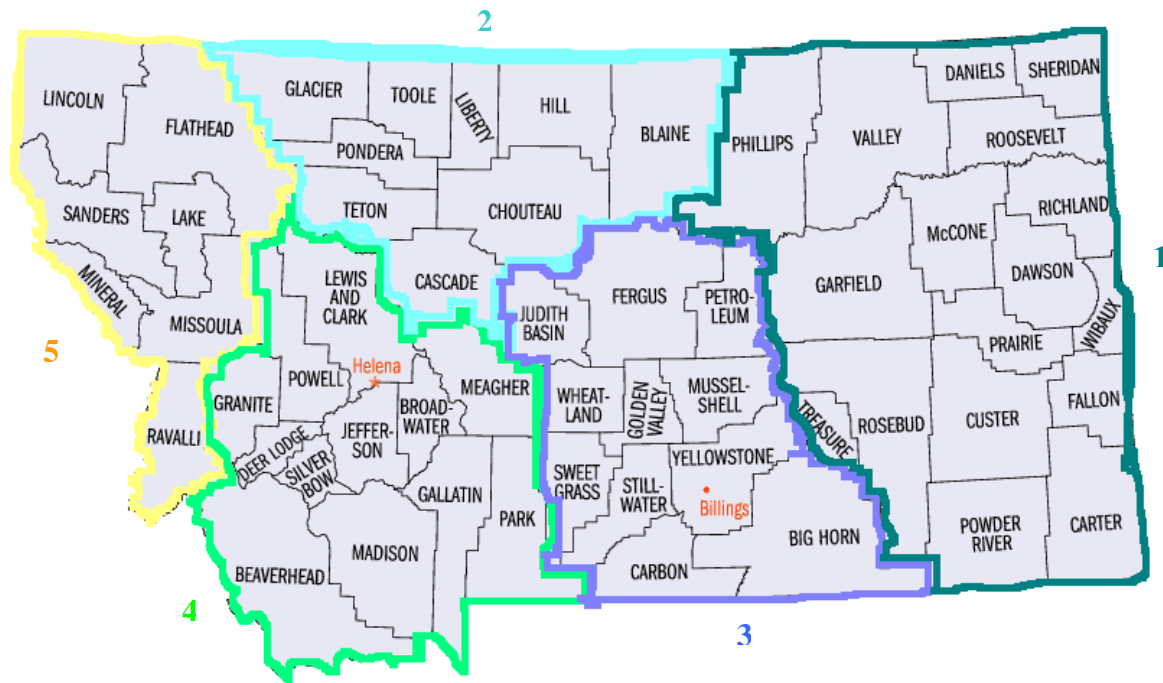 2
GLACIER
TOOLE
LIBERTY
HILL
BLAINE
PHILLIPS
VALLEY
DANIELS
SHERIDAN
LINCOLN
FLATHEAD
PONDERA
ROOSEVELT
SANDERS
LAKE
TETON
CHOUTEAU
RICHLAND
McCONE
1
MINERAL
MISSOULA
LEWIS
AND
CLARK
CASCADE
JUDITH
BASIN
FERGUS
PETRO-
LEUM
GARFIELD
DAWSON
WIBAUX
PRAIRIE
5
Helena
POWELL
GRANITE
MEAGHER
BROAD-
WATER
WHEAT-
LAND
GOLDEN
VALLEY
MUSSEL-
SHELL
TREASURE
ROSEBUD
CUSTER
FALLON
RAVALLI
DEER LODGE
SILVER
BOW
JEFFER-
SON
GALLATIN
PARK
SWEET
GRASS
STILL-
WATER
YELLOWSTONE
Billings
BIG HORN
POWDER
RIVER
CARTER
BEAVERHEAD
MADISON
CARBON
4
3